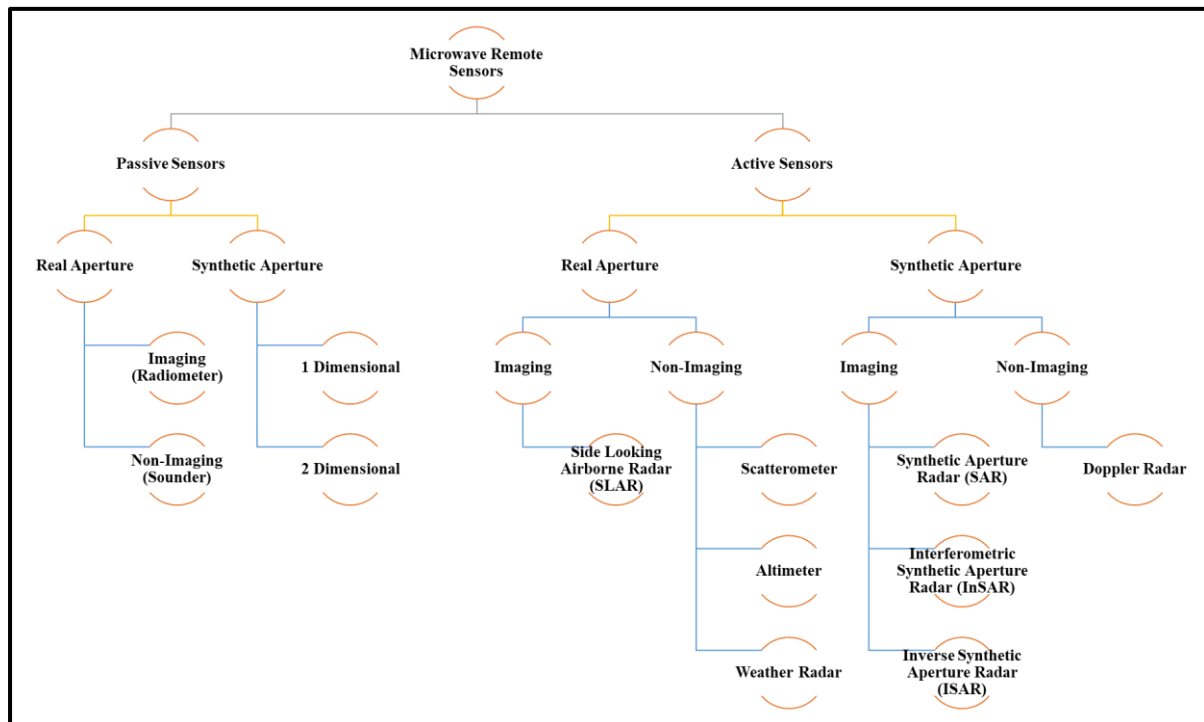 Microwave Remote
Sensors
Passive Sensors
Active Sensors
Real Aperture
Synthetic Aperture
Real Aperture
Synthetic Aperture
Imaging
(Radiometer)
1 Dimensional
Imaging
Non-Imaging
Imaging
Non-Imaging
Non-Imaging
(Sounder)
2 Dimensional
Side Looking
Airborne Radar
(SLAR)
Scatterometer
Synthetic Aperture
Radar (SAR)
Doppler Radar
Altimeter
Interferometric
Synthetic Aperture
Radar (InSAR)
Weather Radar
Inverse Synthetic
Aperture Radar
(ISAR)